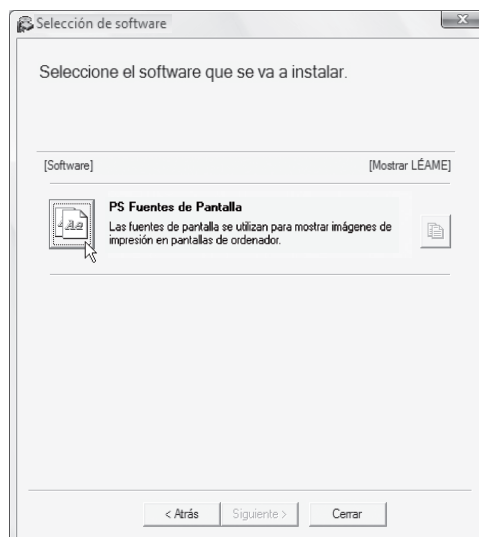 Selección de software
Seleccione el software que se va a instalar.
[Software] [Mostrar LÉAME]
PS Fuentes de Pantalla
Las fuentes de pantalla se utilizan para mostrar imágenes de
impresión en pantallas de ordenador.
< Atrás Siguiente > Cerrar